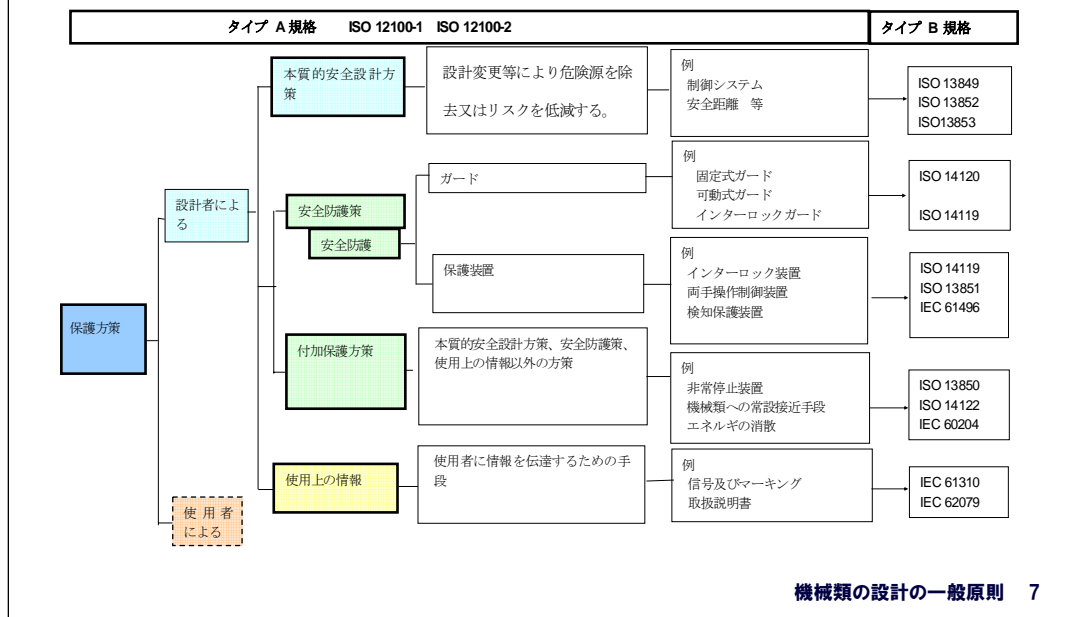 タイプ A 規格 ISO 12100-1 ISO 12100-2
タイプ B 規格
本質的安全設計方
策
設計変更等により危険源を除
去又はリスクを低減する。
例
制御システム
安全距離 等
ISO 13849
ISO 13852
ISO13853
設計者によ
る
安全防護策
安全防護
ガード
例
固定式ガード
可動式ガード
インターロックガード
ISO 14120
ISO 14119
保護装置
例
インターロック装置
両手操作制御装置
検知保護装置
ISO 14119
ISO 13851
IEC 61496
保護方策
付加保護方策
本質的安全設計方策、安全防護策、
使用上の情報以外の方策
例
非常停止装置
機械類への常設接近手段
エネルギの消散
ISO 13850
ISO 14122
IEC 60204
使用上の情報
使用者に情報を伝達するための手
段
例
信号及びマーキング
取扱説明書
IEC 61310
IEC 62079
使用者
による
機械類の設計の一般原則 7